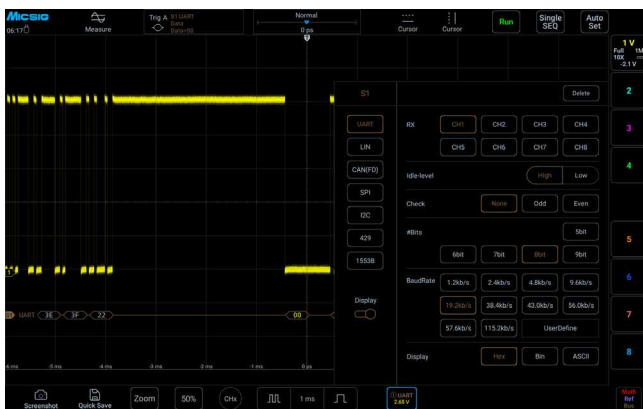 Micsig
06:17
Measure
Trig A
S1 UART
Data
Data=00
Normal
0 ps
Cursor
Cursor
Run
Single
SEQ
Auto
Set
1 V
Full 1M
10X
-2.1 V
S1
Delete
2
UART
RX
CH1
CH2
CH3
CH4
LIN
CH5
CH6
CH7
CH8
3
CAN(FD)
Idle-level
High
Low
4
SPI
Check
None
Odd
Even
I2C
429
#Bits
5bit
1553B
6bit
7bit
8bit
9bit
5
BaudRate
1.2kb/s
2.4kb/s
4.8kb/s
9.6kb/s
6
Display
19.2kb/s
38.4kb/s
43.0kb/s
56.0kb/s
UART
3E
3F
22
00
57.6kb/s
115.2kb/s
UserDefine
7
Display
Hex
Bin
ASCII
8
-5 ms
-4 ms
-3 ms
-2 ms
-1 ms
0 ps
Screenshot
Quick Save
Zoom
50%
CHx
1 ms
UART
2.65 V
Math
Ref
Bus